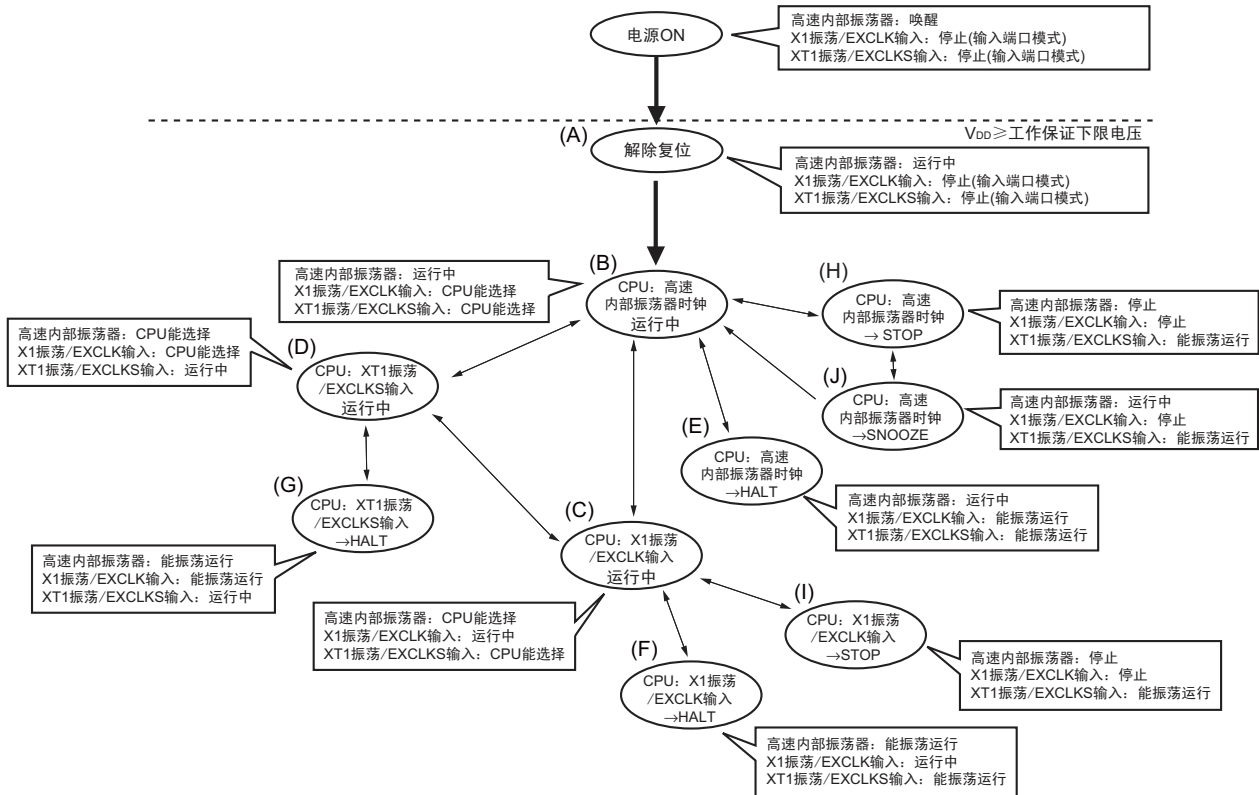 电源ON
高速内部振荡器：唤醒
X1振荡/EXCLK输入：停止(输入端口模式)
XT1振荡/EXCLKS输入：停止(输入端口模式)
VDD≥工作保证下限电压
(A)
解除复位
高速内部振荡器：运行中
X1振荡/EXCLK输入：停止(输入端口模式)
XT1振荡/EXCLKS输入：停止(输入端口模式)
(B)
CPU：高速
内部振荡器时钟
运行中
高速内部振荡器：运行中
X1振荡/EXCLK输入：CPU能选择
XT1振荡/EXCLKS输入：CPU能选择
(H)
CPU：高速
内部振荡器时钟
→STOP
高速内部振荡器：停止
X1振荡/EXCLK输入：停止
XT1振荡/EXCLKS输入：能振荡运行
高速内部振荡器：CPU能选择
X1振荡/EXCLK输入：CPU能选择
XT1振荡/EXCLKS输入：运行中
(D)
CPU：XT1振荡
/EXCLKS输入
运行中
(J)
CPU：高速
内部振荡器时钟
→SNOOZE
高速内部振荡器：运行中
X1振荡/EXCLK输入：停止
XT1振荡/EXCLKS输入：能振荡运行
(E)
CPU：高速
内部振荡器时钟
→HALT
高速内部振荡器：运行中
X1振荡/EXCLK输入：能振荡运行
XT1振荡/EXCLKS输入：能振荡运行
(G)
CPU：XT1振荡
/EXCLKS输入
→HALT
高速内部振荡器：能振荡运行
X1振荡/EXCLK输入：能振荡运行
XT1振荡/EXCLKS输入：运行中
(C)
CPU：X1振荡
/EXCLK输入
运行中
高速内部振荡器：CPU能选择
X1振荡/EXCLK输入：运行中
XT1振荡/EXCLKS输入：CPU能选择
(I)
CPU：X1振荡
/EXCLK输入
→STOP
高速内部振荡器：停止
X1振荡/EXCLK输入：停止
XT1振荡/EXCLKS输入：能振荡运行
(F)
CPU：X1振荡
/EXCLK输入
→HALT
高速内部振荡器：能振荡运行
X1振荡/EXCLK输入：运行中
XT1振荡/EXCLKS输入：能振荡运行